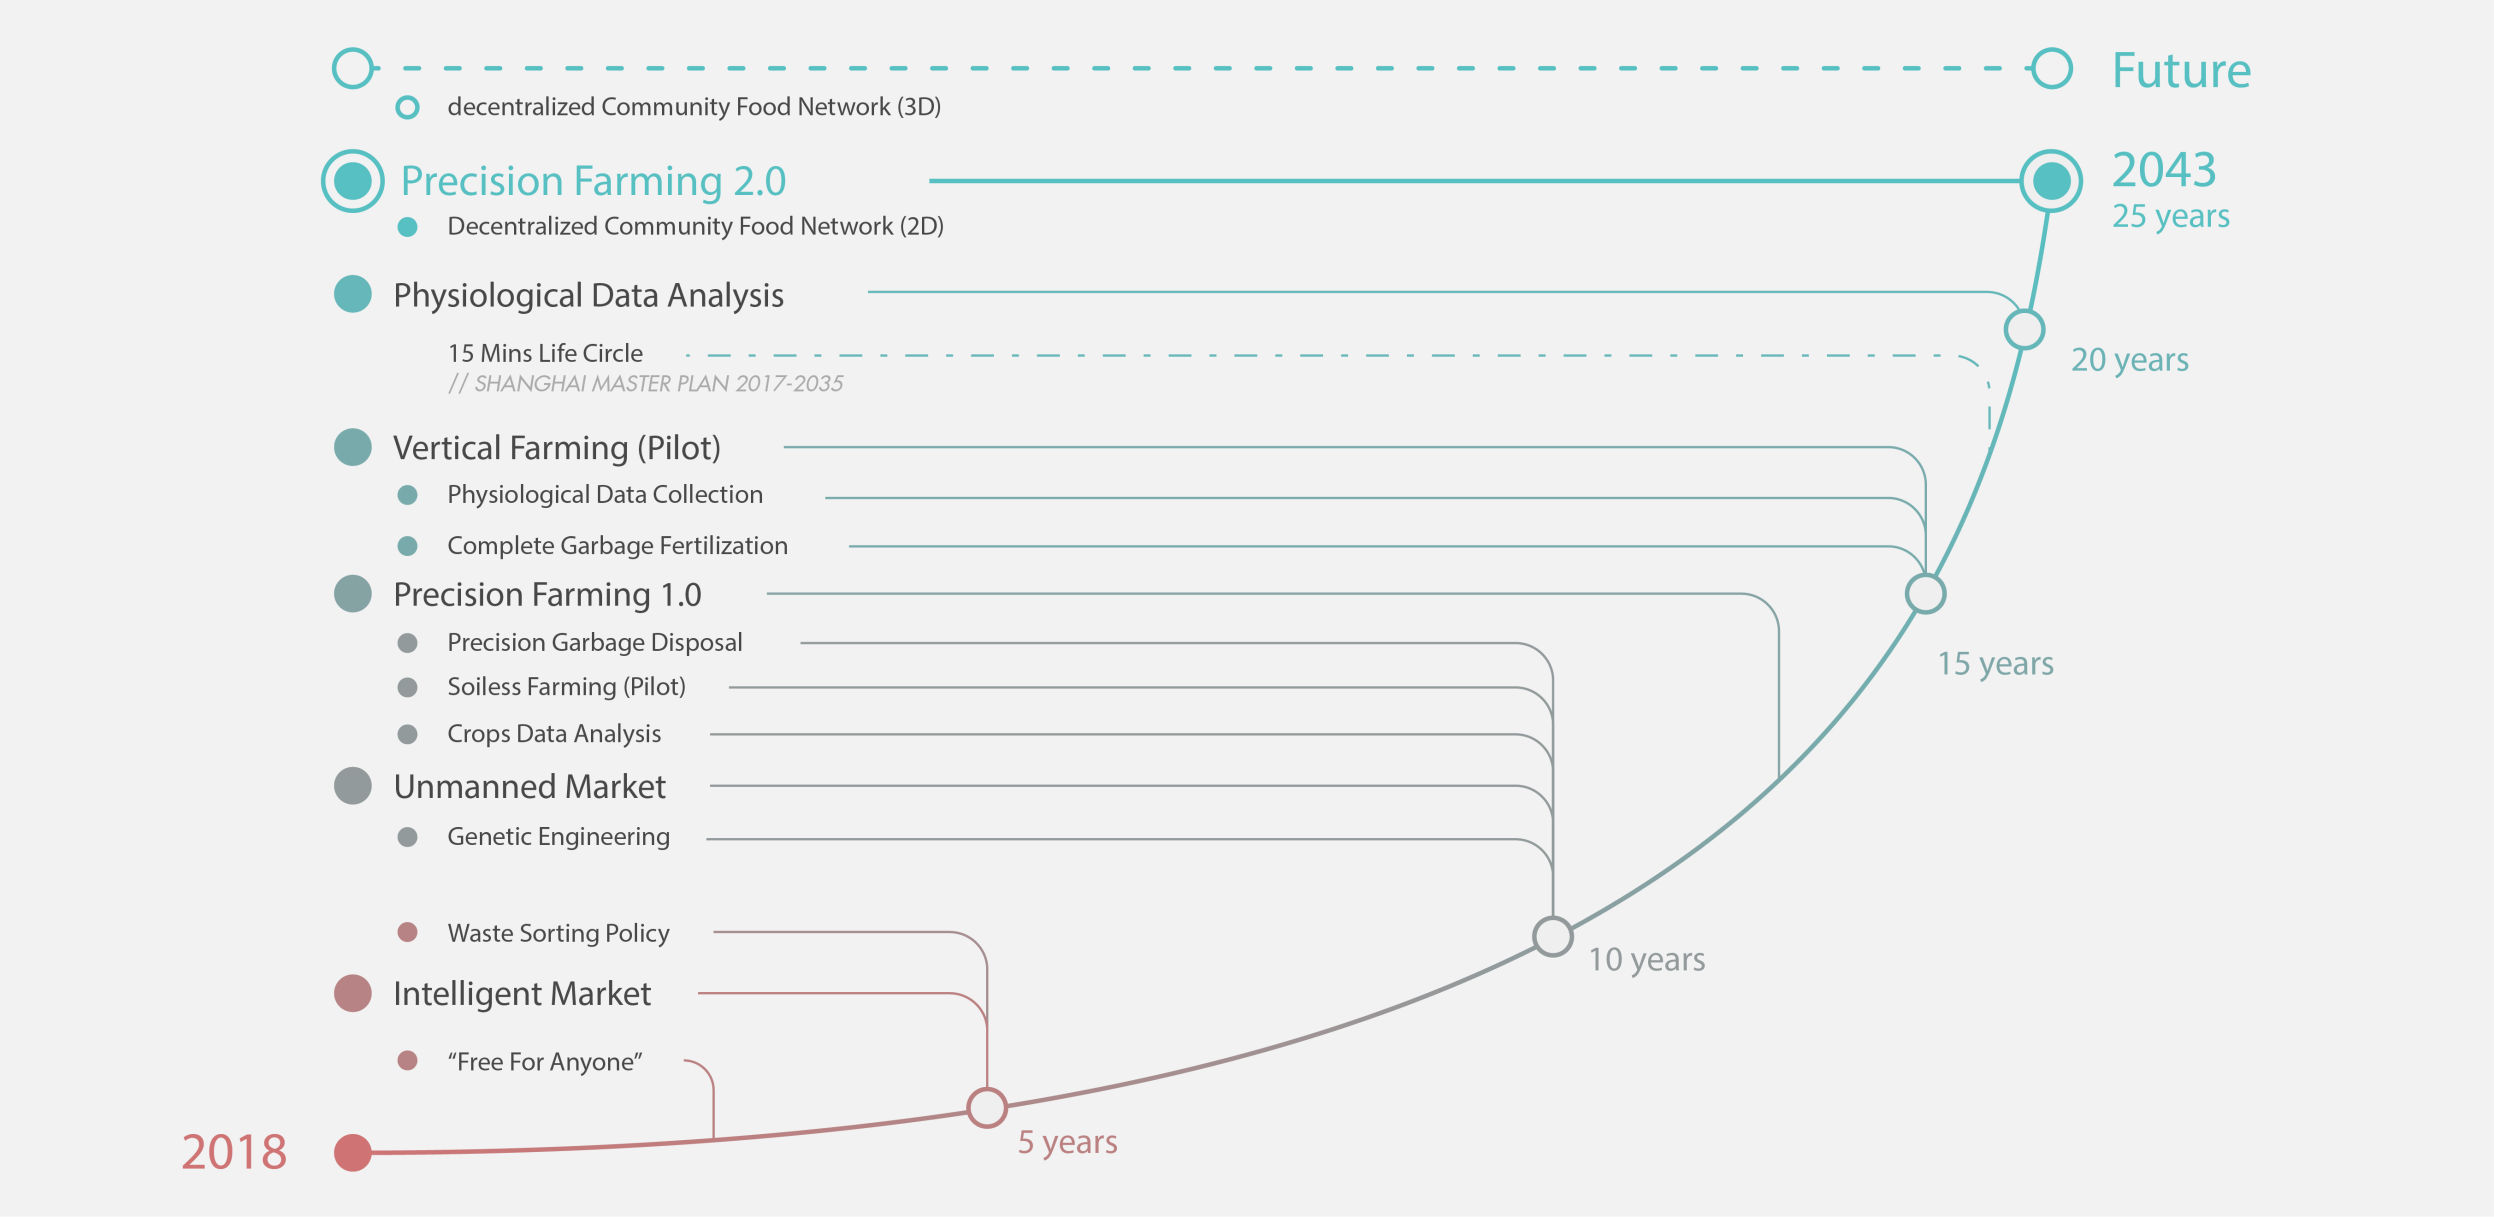 Future
decentralized Community Food Network (3D)
Precision Farming 2.0
2043
25 years
Decentralized Community Food Network (2D)
Physiological Data Analysis
15 Mins Life Circle
20 years
// SHANGHAI MASTER PLAN 2017-2035
Vertical Farming (Pilot)
Physiological Data Collection
Complete Garbage Fertilization
Precision Farming 1.0
Precision Garbage Disposal
15 years
Soiless Farming (Pilot)
Crops Data Analysis
Unmanned Market
Genetic Engineering
Waste Sorting Policy
10 years
Intelligent Market
“Free For Anyone”
5 years
2018